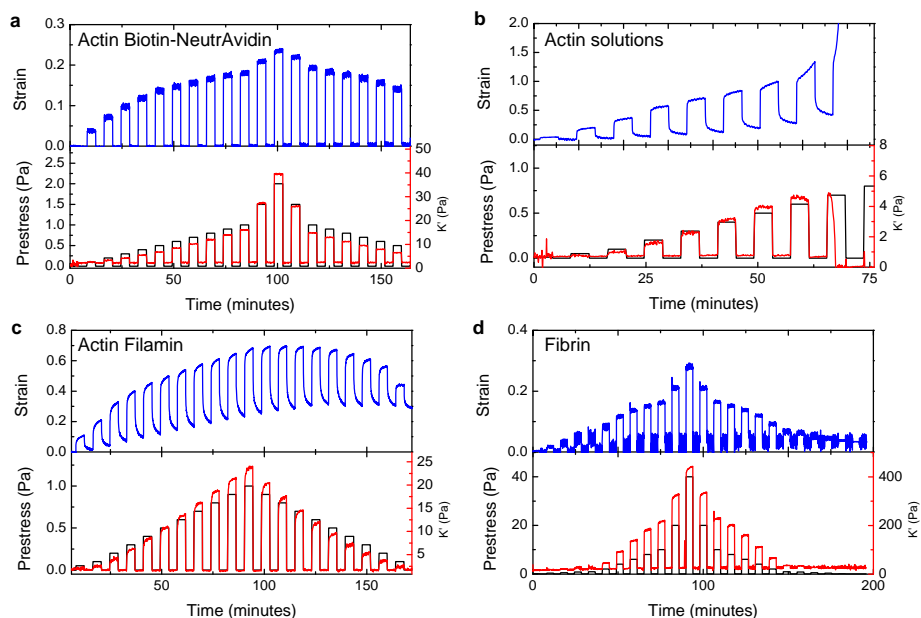 a
Actin Biotin-NeutrAvidin
Strain
0.3
0.2
0.1
0.0
Prestress (Pa)
2.5
2.0
1.5
1.0
0.5
0.0
K' (Pa)
50
40
30
20
10
0
0
50
100
150
Time (minutes)
b
Actin solutions
Strain
2.0
1.5
1.0
0.5
0.0
Prestress (Pa)
1.0
0.5
0.0
K' (Pa)
8
6
4
2
0
0
25
50
75
Time (minutes)
c
Actin Filamin
Strain
0.8
0.6
0.4
0.2
0.0
Prestress (Pa)
1.0
0.5
0.0
K' (Pa)
25
20
15
10
5
50
100
150
Time (minutes)
d
Fibrin
Strain
0.4
0.2
0.0
Prestress (Pa)
40
20
0
K' (Pa)
400
200
0
0
100
200
Time (minutes)